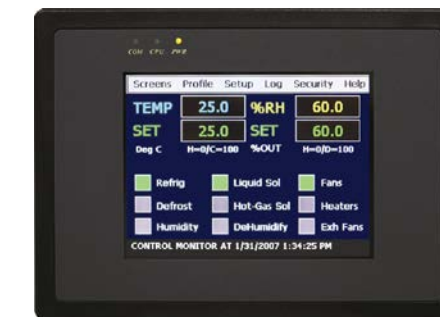 COM CPU PWR
Screens Profile Setup Log Security Help
TEMP 25.0 %RH 60.0
SET 25.0 SET 60.0
Deg C H=0/C=100 %OUT H=0/D=100
Refrig Liquid Sol Fans
Defrost Hot-Gas Sol Heaters
Humidity DeHumidify Exh Fans
CONTROL MONITOR AT 1/31/2007 1:34:25 PM